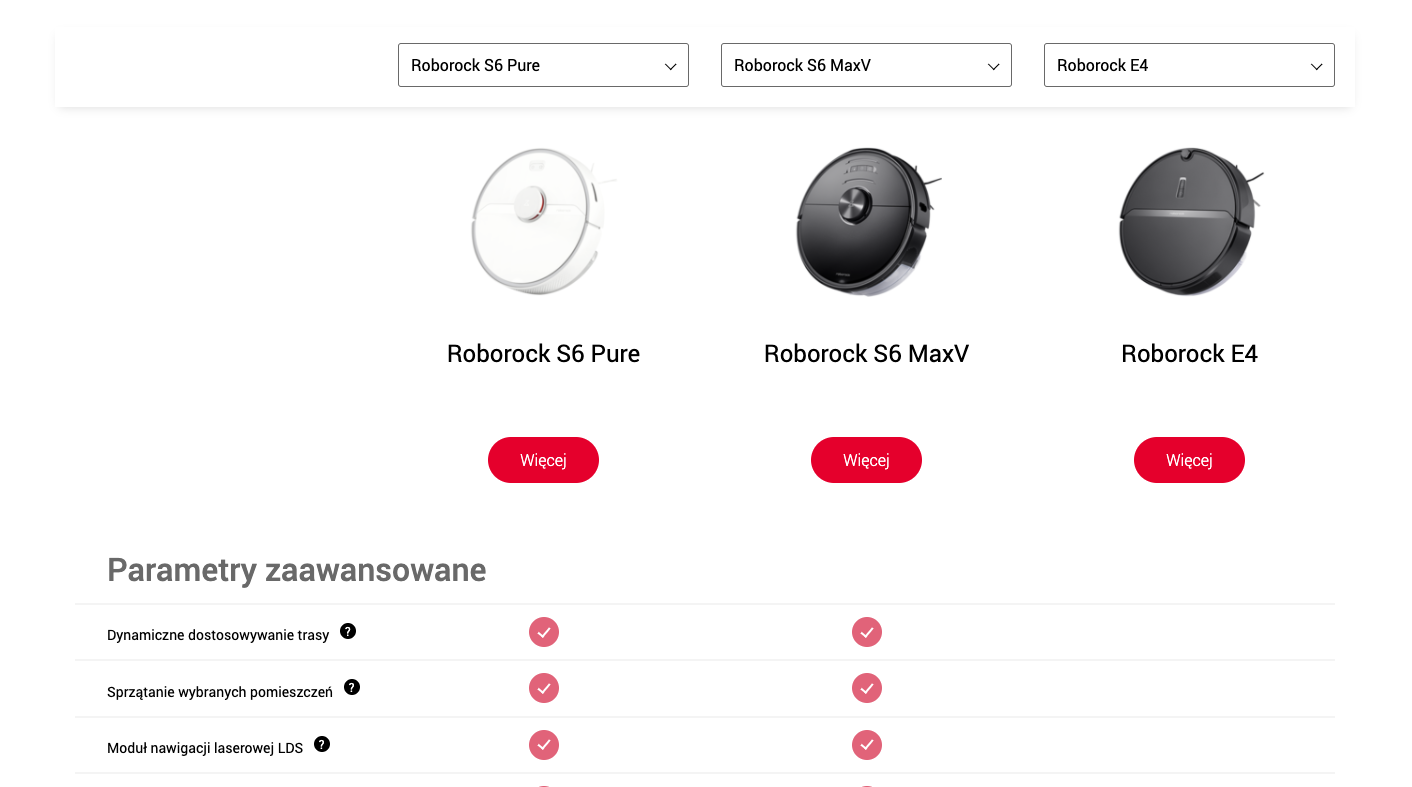 Roborock S6 Pure
Roborock S6 MaxV
Roborock E4
Roborock S6 Pure
Roborock S6 MaxV
Roborock E4
Więcej
Więcej
Więcej
Parametry zaawansowane
Dynamiczne dostosowywanie trasy ?
Sprzątanie wybranych pomieszczeń ?
Moduł nawigacji laserowej LDS ?